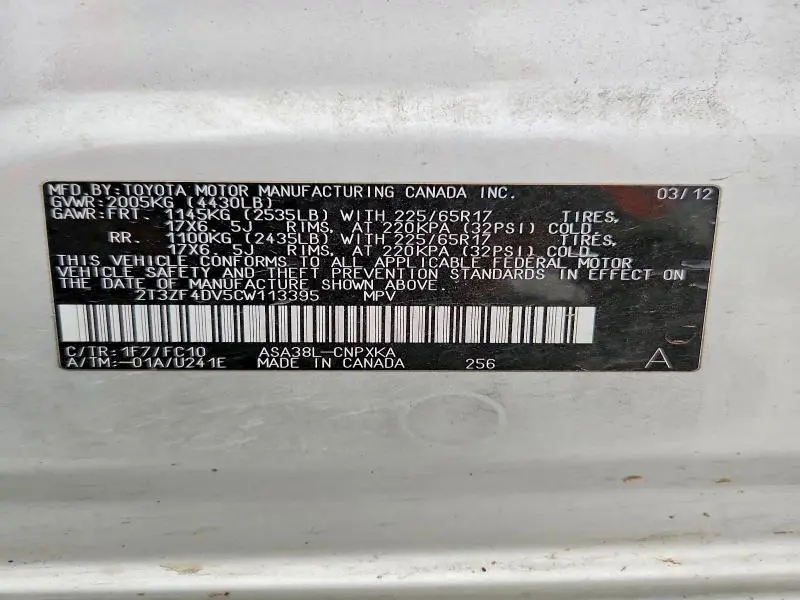 MFD.BY:TOYOTA MOTOR MANUFACTURING CANADA INC. 03/12
GVWR:2005KG (4430LB)
GAWR:FRT. 1145KG (2535LB) WITH 225/65R17 TIRES,
17X6.5J RIMS, AT 220KPA (32PSI) COLD.
RR. 1100KG (2435LB) WITH 225/65R17 TIRES,
17X6.5J RIMS, AT 220KPA (32PSI) COLD.
THIS VEHICLE CONFORMS TO ALL APPLICABLE FEDERAL MOTOR
VEHICLE SAFETY AND THEFT PREVENTION STANDARDS IN EFFECT ON
THE DATE OF MANUFACTURE SHOWN ABOVE.
2T3ZF4DV5CW113395 MPV
C/TR:1F7/FC10 ASA38L-CNPXKA A
A/TM:-01A/U241E MADE IN CANADA 256